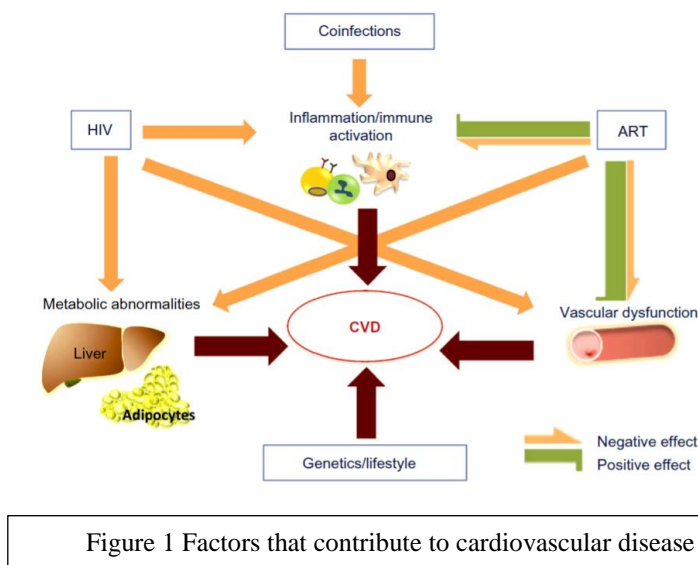 Coinfections
HIV
Inflammation/immune
activation
ART
Metabolic abnormalities
Liver
Adipocytes
CVD
Vascular dysfunction
Genetics/lifestyle
Negative effect
Positive effect
Figure 1 Factors that contribute to cardiovascular disease